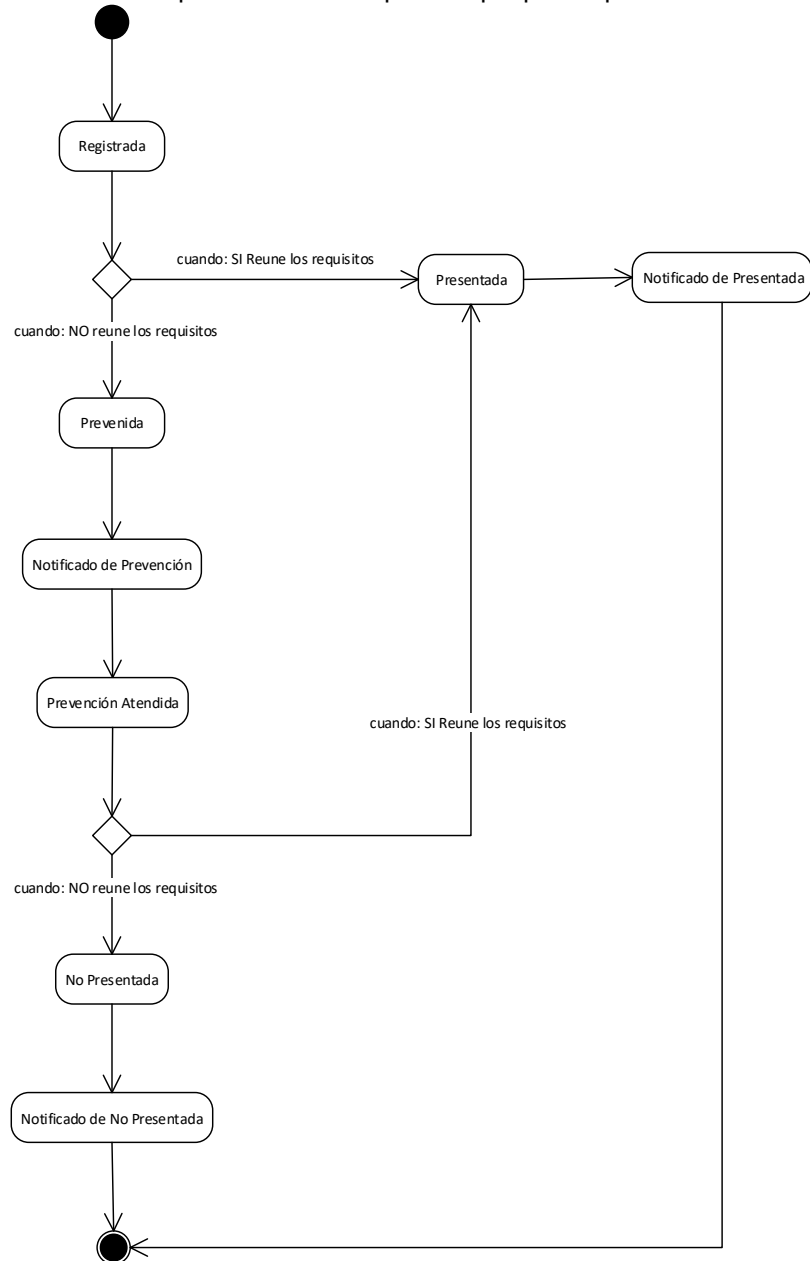 Registrada
cuando: SI Reune los requisitos
Presentada
Notificado de Presentada
cuando: NO reune los requisitos
Prevenida
Notificado de Prevención
Prevención Atendida
cuando: SI Reune los requisitos
cuando: NO reune los requisitos
No Presentada
Notificado de No Presentada